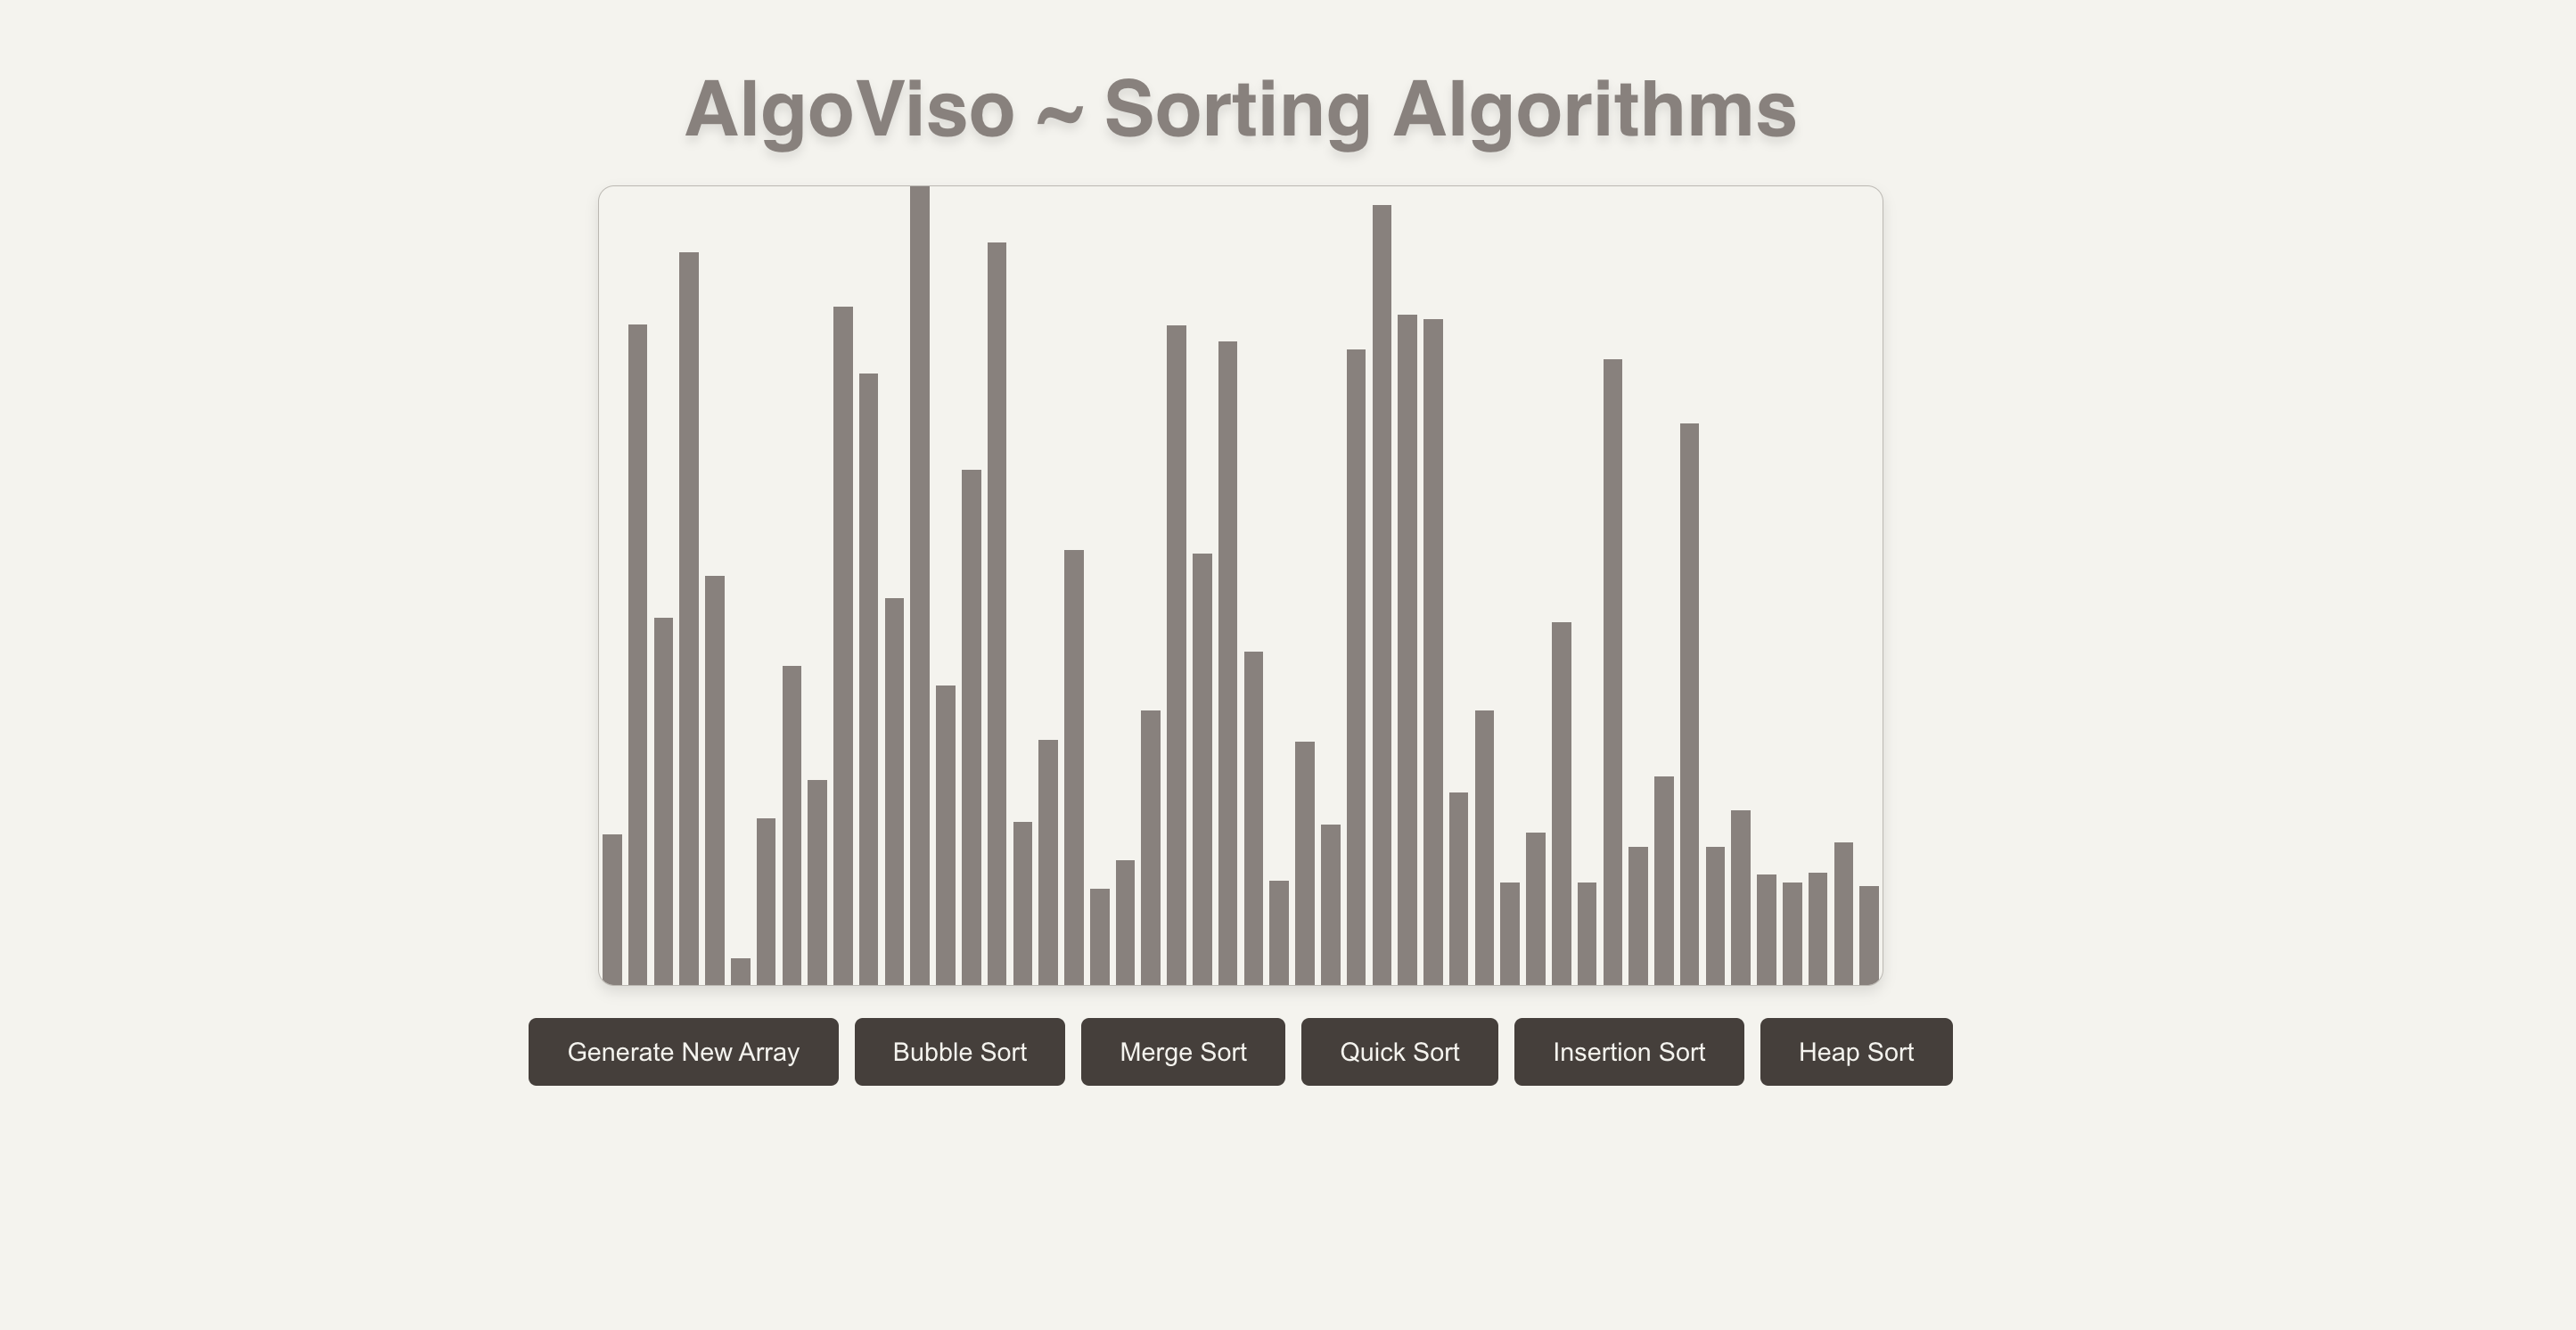 AlgoViso ~ Sorting Algorithms
Generate New Array
Bubble Sort
Merge Sort
Quick Sort
Insertion Sort
Heap Sort